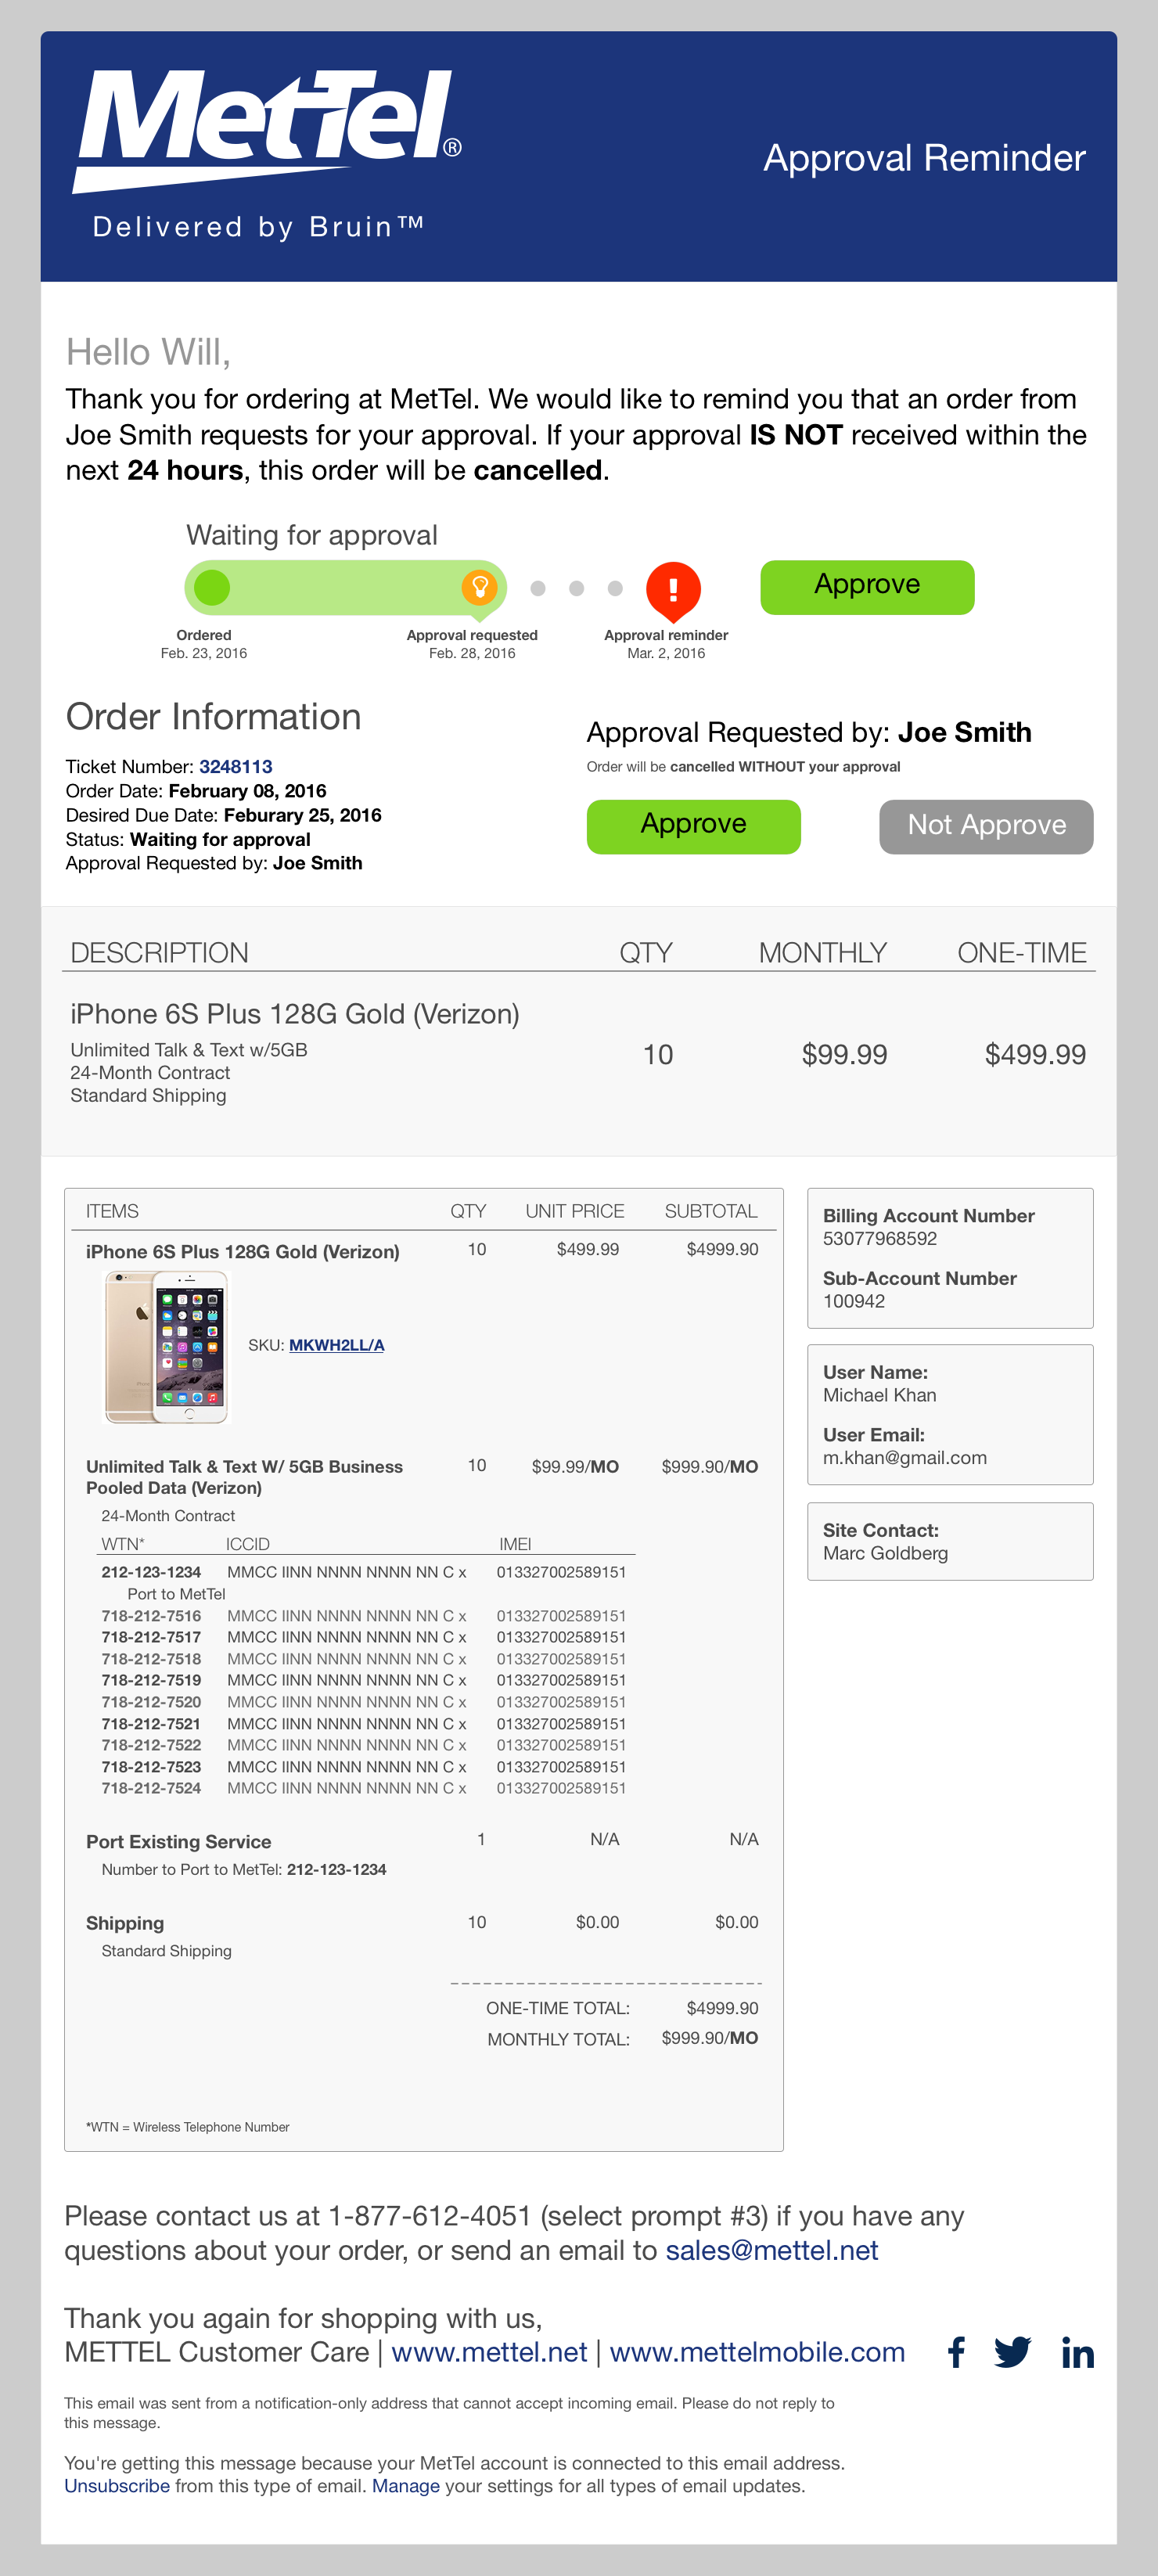 MetTel®
Delivered by Bruin™
Approval Reminder
Hello Will,
Thank you for ordering at MetTel. We would like to remind you that an order from
Joe Smith requests for your approval. If your approval IS NOT received within the
next 24 hours, this order will be cancelled.
Waiting for approval
Approve
Ordered
Feb. 23, 2016
Approval requested
Feb. 28, 2016
Approval reminder
Mar. 2, 2016
Order Information
Ticket Number: 3248113
Order Date: February 08, 2016
Desired Due Date: Feburary 25, 2016
Status: Waiting for approval
Approval Requested by: Joe Smith
Approval Requested by: Joe Smith
Order will be cancelled WITHOUT your approval
Approve
Not Approve
DESCRIPTION QTY MONTHLY ONE-TIME
iPhone 6S Plus 128G Gold (Verizon)
Unlimited Talk & Text w/5GB
24-Month Contract
Standard Shipping
10 $99.99 $499.99
ITEMS QTY UNIT PRICE SUBTOTAL
iPhone 6S Plus 128G Gold (Verizon) 10 $499.99 $4999.90
SKU: MKWH2LL/A
Unlimited Talk & Text W/ 5GB Business 10 $99.99/MO $999.90/MO
Pooled Data (Verizon)
24-Month Contract
WTN* ICCID IMEI
212-123-1234 MMCC IINN NNNN NNNN NN C x 013327002589151
Port to MetTel
718-212-7516 MMCC IINN NNNN NNNN NN C x 013327002589151
718-212-7517 MMCC IINN NNNN NNNN NN C x 013327002589151
718-212-7518 MMCC IINN NNNN NNNN NN C x 013327002589151
718-212-7519 MMCC IINN NNNN NNNN NN C x 013327002589151
718-212-7520 MMCC IINN NNNN NNNN NN C x 013327002589151
718-212-7521 MMCC IINN NNNN NNNN NN C x 013327002589151
718-212-7522 MMCC IINN NNNN NNNN NN C x 013327002589151
718-212-7523 MMCC IINN NNNN NNNN NN C x 013327002589151
718-212-7524 MMCC IINN NNNN NNNN NN C x 013327002589151
Port Existing Service 1 N/A N/A
Number to Port to MetTel: 212-123-1234
Shipping 10 $0.00 $0.00
Standard Shipping
ONE-TIME TOTAL: $4999.90
MONTHLY TOTAL: $999.90/MO
*WTN = Wireless Telephone Number
Billing Account Number
53077968592
Sub-Account Number
100942
User Name:
Michael Khan
User Email:
m.khan@gmail.com
Site Contact:
Marc Goldberg
Please contact us at 1-877-612-4051 (select prompt #3) if you have any
questions about your order, or send an email to sales@mettel.net
Thank you again for shopping with us,
METTEL Customer Care | www.mettel.net | www.mettelmobile.com
This email was sent from a notification-only address that cannot accept incoming email. Please do not reply to
this message.
You're getting this message because your MetTel account is connected to this email address.
Unsubscribe from this type of email. Manage your settings for all types of email updates.